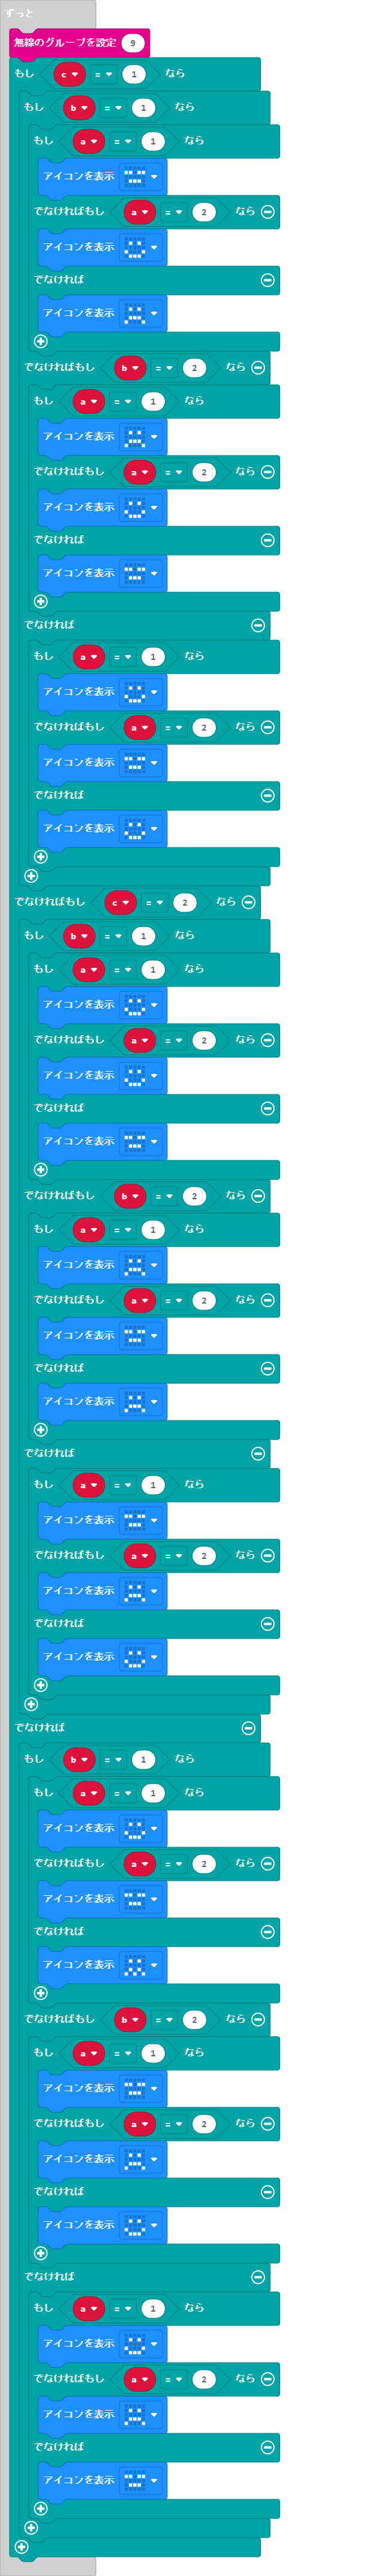 ずっと
無線のグループを設定 9
もし c = 1 なら
もし b = 1 なら
もし a = 1 なら
アイコンを表示
でなければもし a = 2 なら
アイコンを表示
でなければ
アイコンを表示
でなければもし b = 2 なら
もし a = 1 なら
アイコンを表示
でなければもし a = 2 なら
アイコンを表示
でなければ
アイコンを表示
でなければ
もし a = 1 なら
アイコンを表示
でなければもし a = 2 なら
アイコンを表示
でなければ
アイコンを表示
でなければもし c = 2 なら
もし b = 1 なら
もし a = 1 なら
アイコンを表示
でなければもし a = 2 なら
アイコンを表示
でなければ
アイコンを表示
でなければもし b = 2 なら
もし a = 1 なら
アイコンを表示
でなければもし a = 2 なら
アイコンを表示
でなければ
アイコンを表示
でなければ
もし a = 1 なら
アイコンを表示
でなければもし a = 2 なら
アイコンを表示
でなければ
アイコンを表示
でなければ
もし b = 1 なら
もし a = 1 なら
アイコンを表示
でなければもし a = 2 なら
アイコンを表示
でなければ
アイコンを表示
でなければもし b = 2 なら
もし a = 1 なら
アイコンを表示
でなければもし a = 2 なら
アイコンを表示
でなければ
アイコンを表示
でなければ
もし a = 1 なら
アイコンを表示
でなければもし a = 2 なら
アイコンを表示
でなければ
アイコンを表示